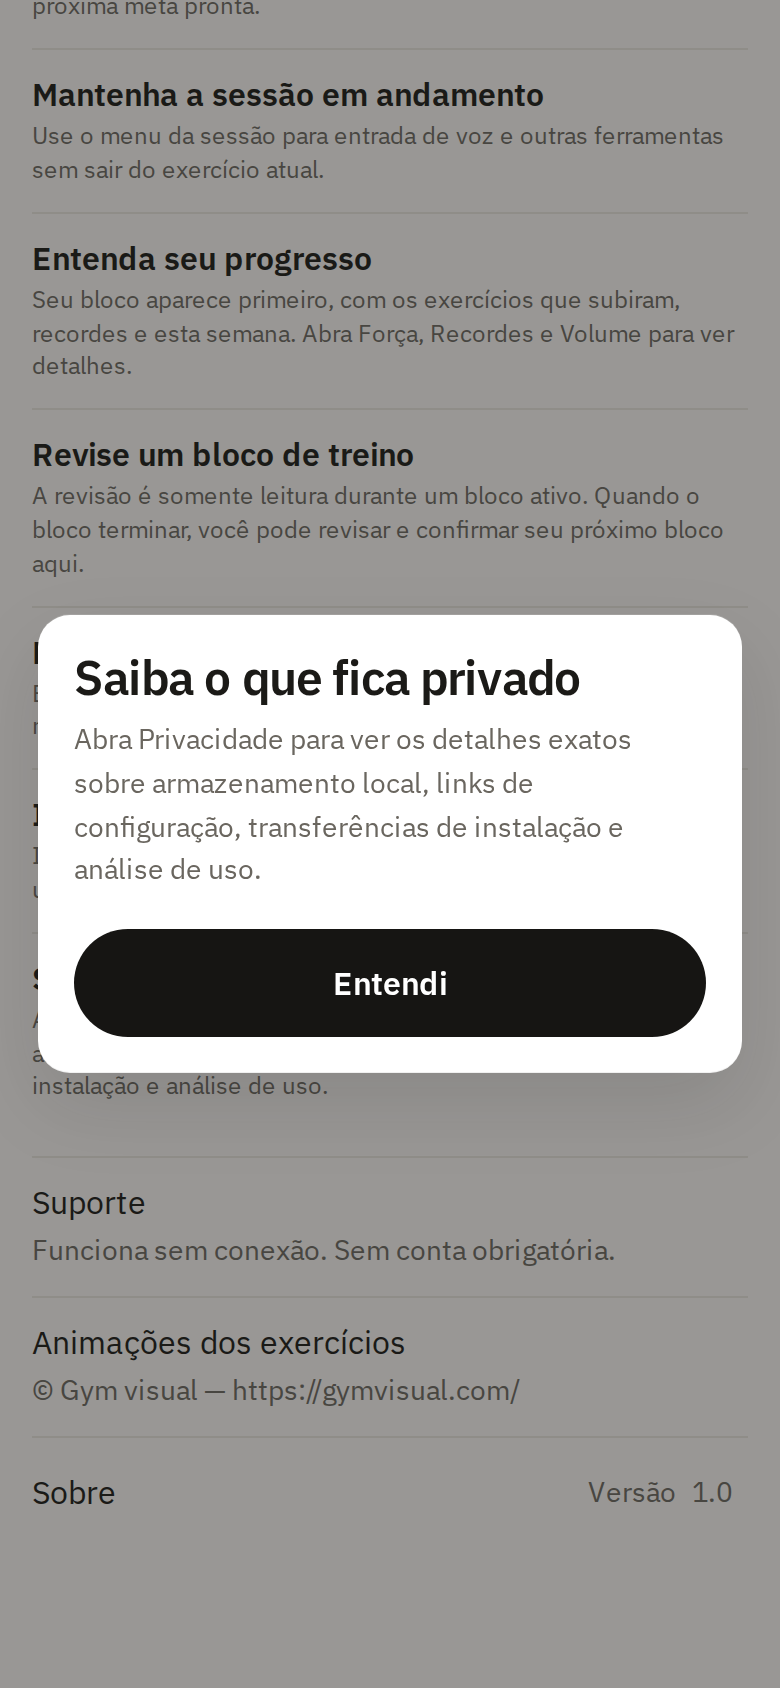 próxima meta pronta.
Mantenha a sessão em andamento
Use o menu da sessão para entrada de voz e outras ferramentas
sem sair do exercício atual.
Entenda seu progresso
Seu bloco aparece primeiro, com os exercícios que subiram,
recordes e esta semana. Abra Força, Recordes e Volume para ver
detalhes.
Revise um bloco de treino
A revisão é somente leitura durante um bloco ativo. Quando o
bloco terminar, você pode revisar e confirmar seu próximo bloco
aqui.
Saiba o que fica privado
Abra Privacidade para ver os detalhes exatos
sobre armazenamento local, links de
configuração, transferências de instalação e
análise de uso.
Entendi
instalação e análise de uso.
Suporte
Funciona sem conexão. Sem conta obrigatória.
Animações dos exercícios
© Gym visual — https://gymvisual.com/
Sobre
Versão 1.0